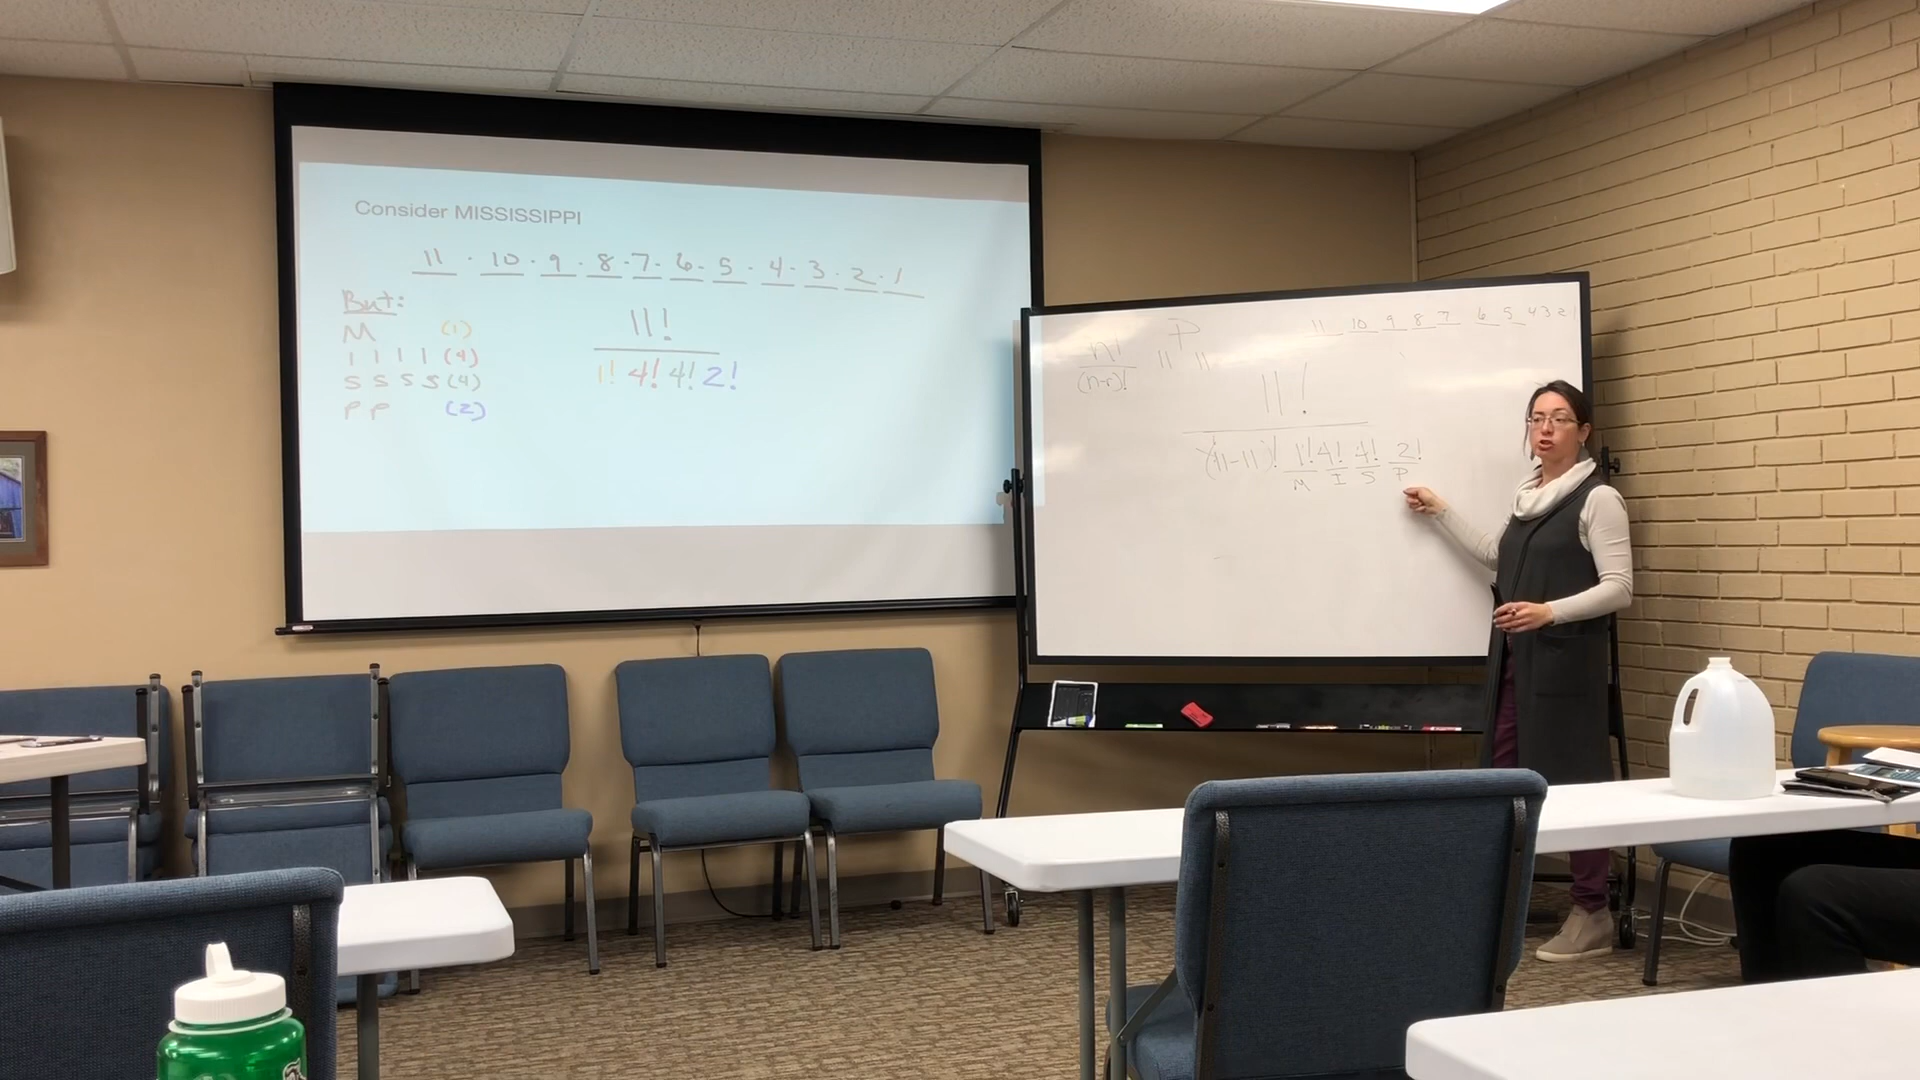 Consider MISSISSIPPI
11 · 10 · 9 · 8 · 7 · 6 · 5 · 4 · 3 · 2 · 1
But:
M (1)
I I I I (4)
S S S S (4)
P P (2)
11!
1! 4! 4! 2!
11 10 9 8 7 6 5 4 3 2 1
n!
(n-r)!
11 P 11
11!
(11-11)! 1! 4! 4! 2!
M I S P